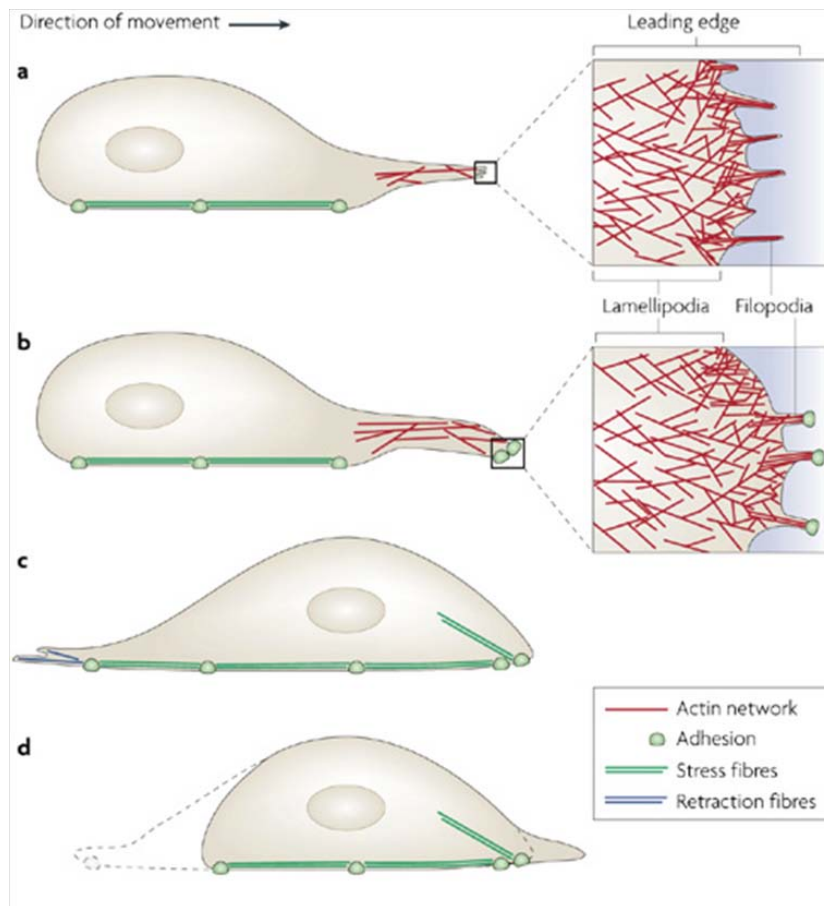 Direction of movement
Leading edge
a
Lamellipodia
Filopodia
b
c
d
Actin network
Adhesion
Stress fibres
Retraction fibres